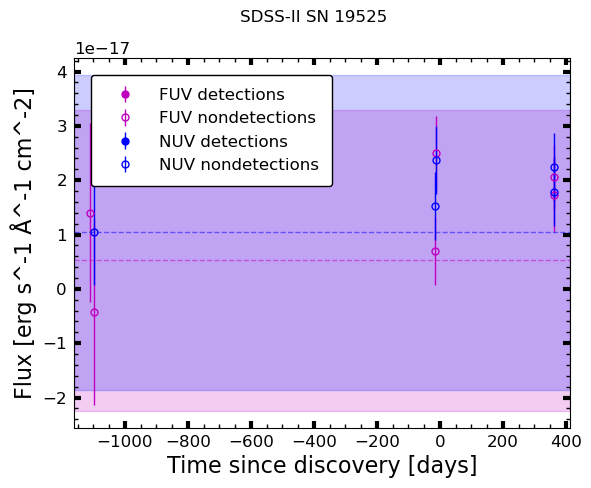 SDSS-II SN 19525
1e−17
FUV detections
FUV nondetections
NUV detections
NUV nondetections
4
3
2
1
0
−1
−2
Flux [erg s^-1 Å^-1 cm^-2]
−1000 −800 −600 −400 −200 0 200 400
Time since discovery [days]